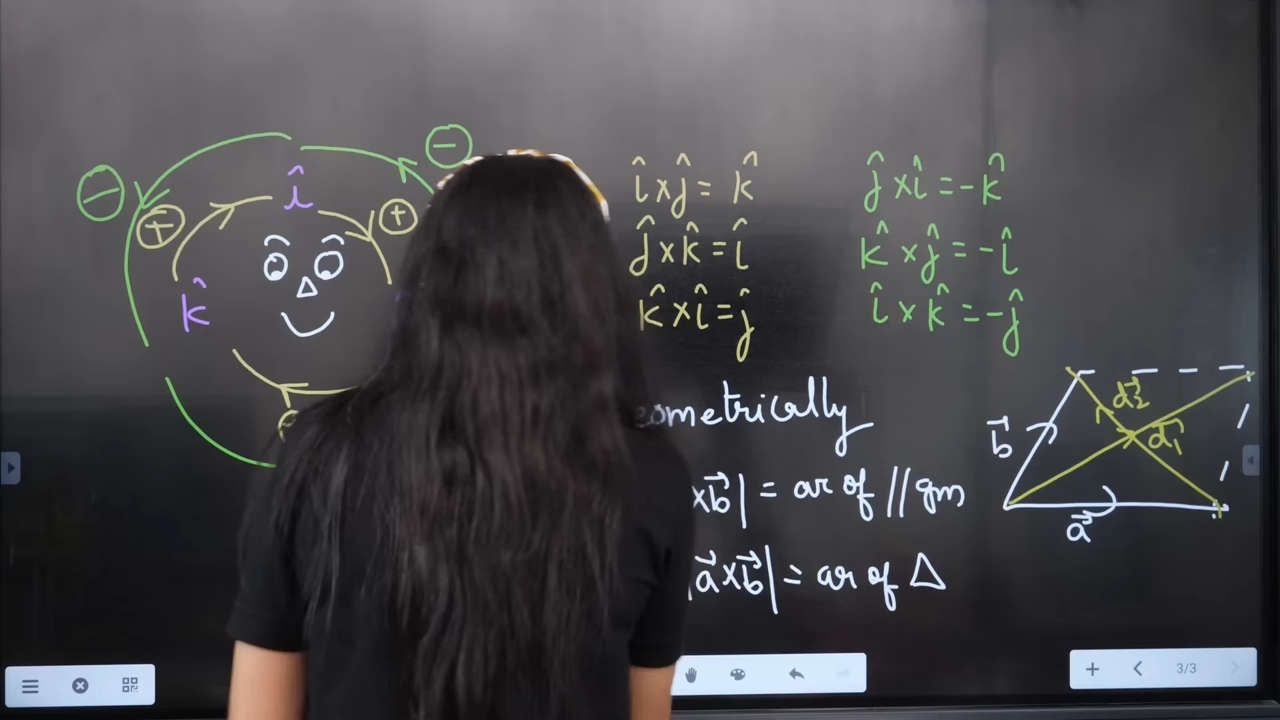 ⊖ ⊖
î
⊕ ⊕
k̂
î × ĵ = k̂
ĵ × k̂ = î
k̂ × î = ĵ
ĵ × î = -k̂
k̂ × ĵ = -î
î × k̂ = -ĵ
eometrically
×b⃗| = ar of ||gm
a⃗×b⃗| = ar of Δ
d⃗2
b⃗
d⃗1
a⃗
3/3